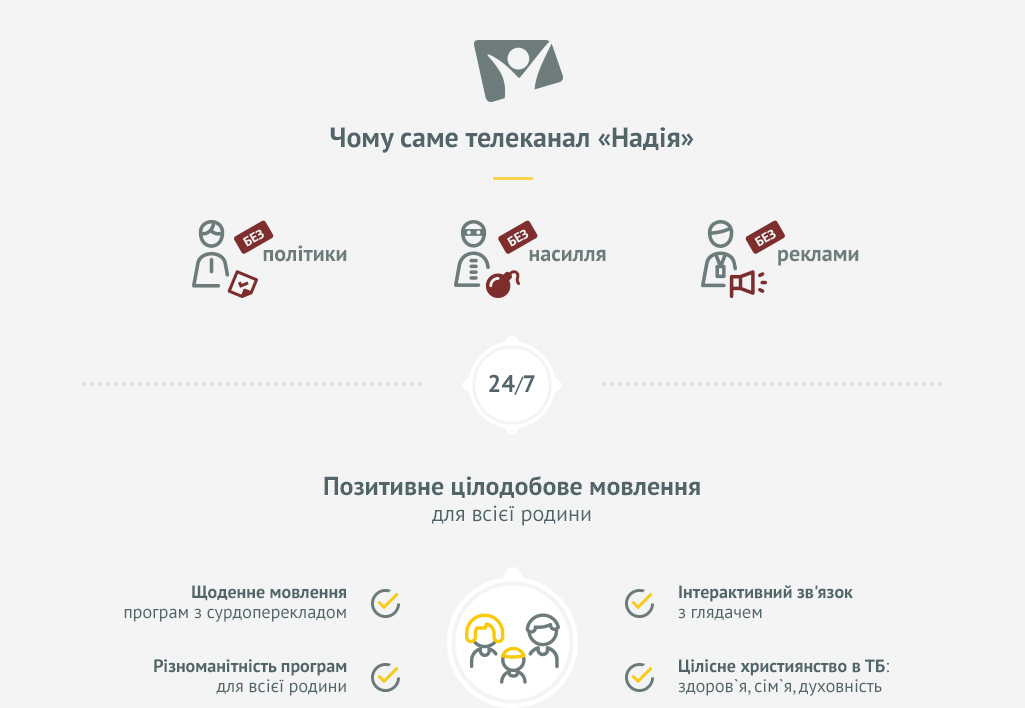 Чому саме телеканал «Надія»
БЕЗ політики
БЕЗ насилля
БЕЗ реклами
24/7
Позитивне цілодобове мовлення
для всієї родини
Щоденне мовлення
програм з сурдоперекладом
Інтерактивний зв'язок
з глядачем
Різноманітність програм
для всієї родини
Цілісне християнство в ТБ:
здоров`я, сім`я, духовність